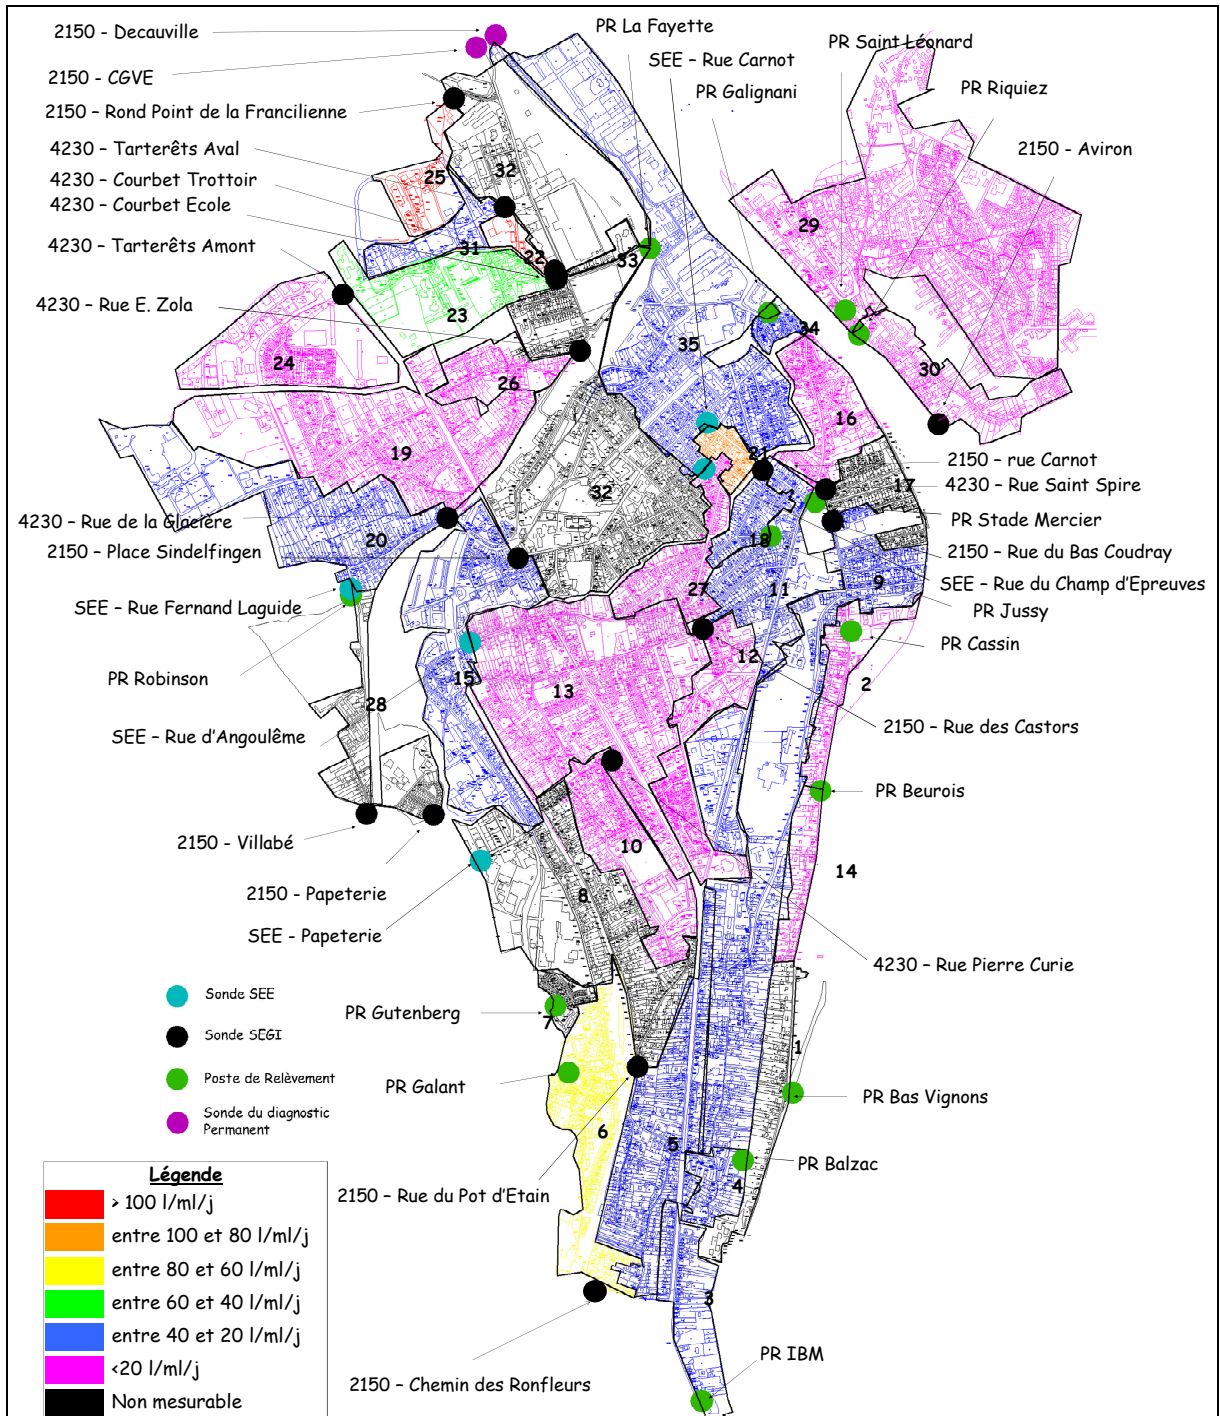 2150 - Decauville
PR La Fayette
PR Saint Léonard
SEE – Rue Carnot
2150 - CGVE
PR Galignani
PR Riquiez
2150 – Rond Point de la Francilienne
4230 – Tarterêts Aval
2150 - Aviron
4230 – Courbet Trottoir
4230 – Courbet Ecole
4230 – Tarterêts Amont
4230 – Rue E. Zola
25
32
29
31
22
33
23
34
35
24
26
30
16
19
21
2150 – rue Carnot
4230 – Rue Saint Spire
17
32
4230 – Rue de la Glacière
PR Stade Mercier
20
18
2150 – Place Sindelfingen
2150 – Rue du Bas Coudray
SEE – Rue du Champ d'Epreuves
9
27
11
SEE – Rue Fernand Laguide
PR Jussy
PR Cassin
12
PR Robinson
15
13
2
28
SEE – Rue d'Angoulême
2150 – Rue des Castors
PR Beurois
2150 – Villabé
10
14
2150 - Papeterie
8
SEE - Papeterie
4230 – Rue Pierre Curie
Sonde SEE
PR Gutenberg
7
Sonde SEGI
1
Poste de Relèvement
PR Galant
PR Bas Vignons
Sonde du diagnostic
Permanent
6
5
PR Balzac
4
2150 – Rue du Pot d'Etain
Légende
> 100 l/ml/j
entre 100 et 80 l/ml/j
entre 80 et 60 l/ml/j
entre 60 et 40 l/ml/j
3
entre 40 et 20 l/ml/j
PR IBM
<20 l/ml/j
2150 – Chemin des Ronfleurs
Non mesurable